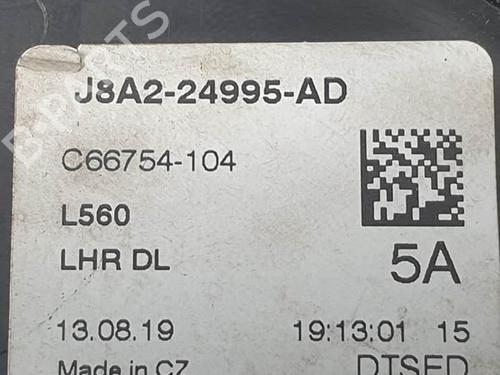 J8A2-24995-AD
C66754-104
L560
LHR DL
5A
13.08.19 19:13:01 15
Made in CZ DTSED
B-PARTS